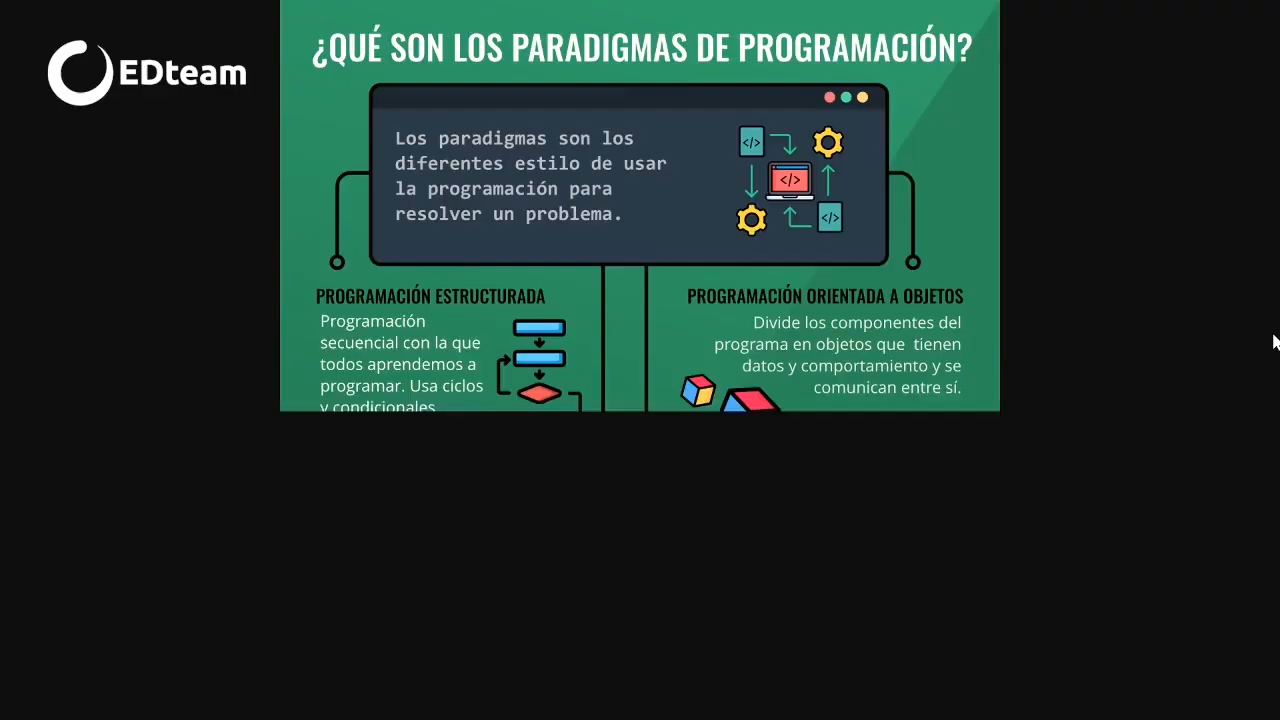 EDteam
¿QUÉ SON LOS PARADIGMAS DE PROGRAMACIÓN?
Los paradigmas son los
diferentes estilo de usar
la programación para
resolver un problema.
</>
</>
</>
PROGRAMACIÓN ESTRUCTURADA
Programación
secuencial con la que
todos aprendemos a
programar. Usa ciclos
y condicionales
PROGRAMACIÓN ORIENTADA A OBJETOS
Divide los componentes del
programa en objetos que tienen
datos y comportamiento y se
comunican entre sí.